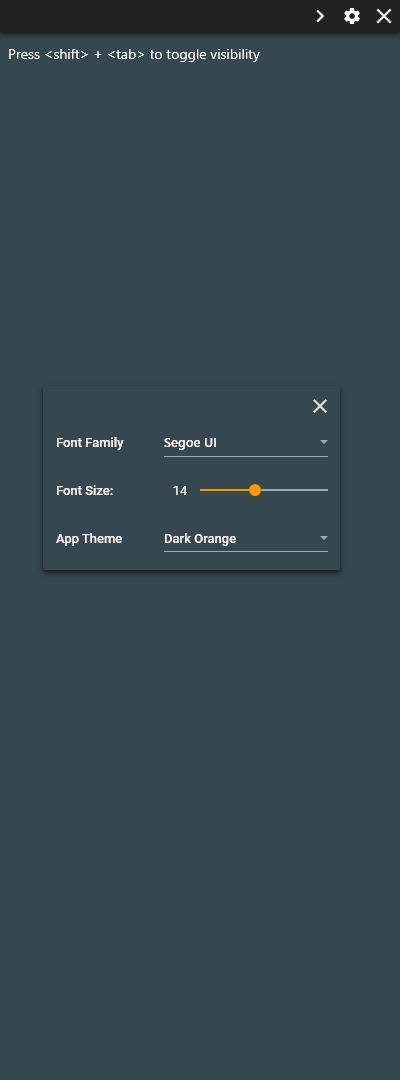 Press <shift> + <tab> to toggle visibility
Font Family Segoe UI
Font Size: 14
App Theme Dark Orange